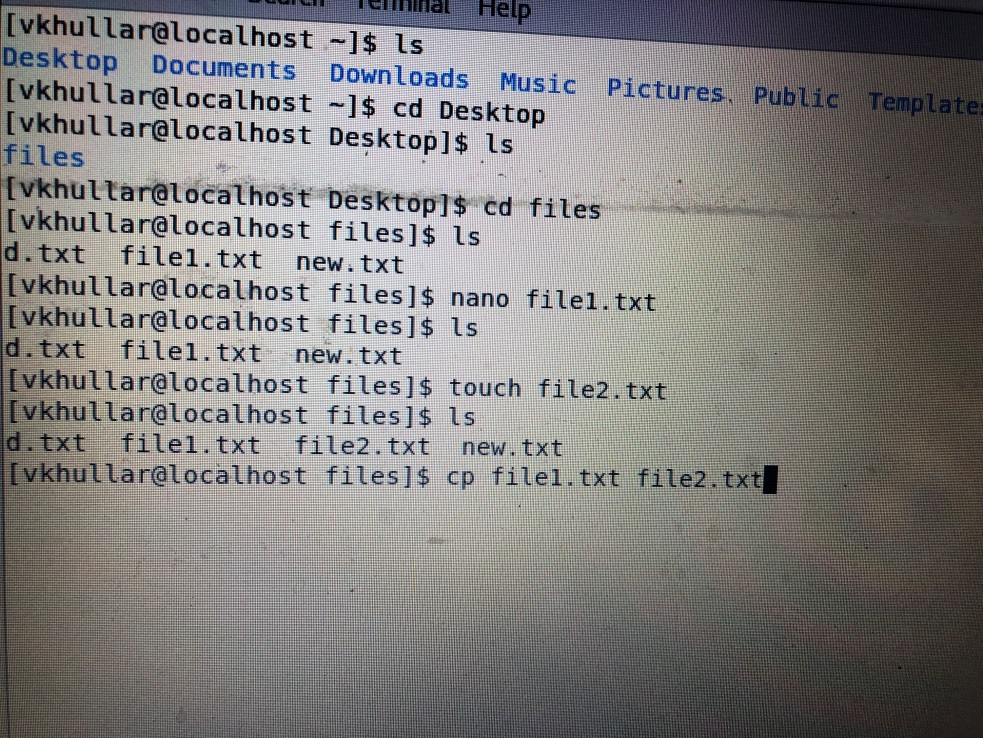 Search Terminal Help
[vkhullar@localhost ~]$ ls
Desktop Documents Downloads Music Pictures Public Templates
[vkhullar@localhost ~]$ cd Desktop
[vkhullar@localhost Desktop]$ ls
files
[vkhullar@localhost Desktop]$ cd files
[vkhullar@localhost files]$ ls
d.txt file1.txt new.txt
[vkhullar@localhost files]$ nano file1.txt
[vkhullar@localhost files]$ ls
d.txt file1.txt new.txt
[vkhullar@localhost files]$ touch file2.txt
[vkhullar@localhost files]$ ls
d.txt file1.txt file2.txt new.txt
[vkhullar@localhost files]$ cp file1.txt file2.txt